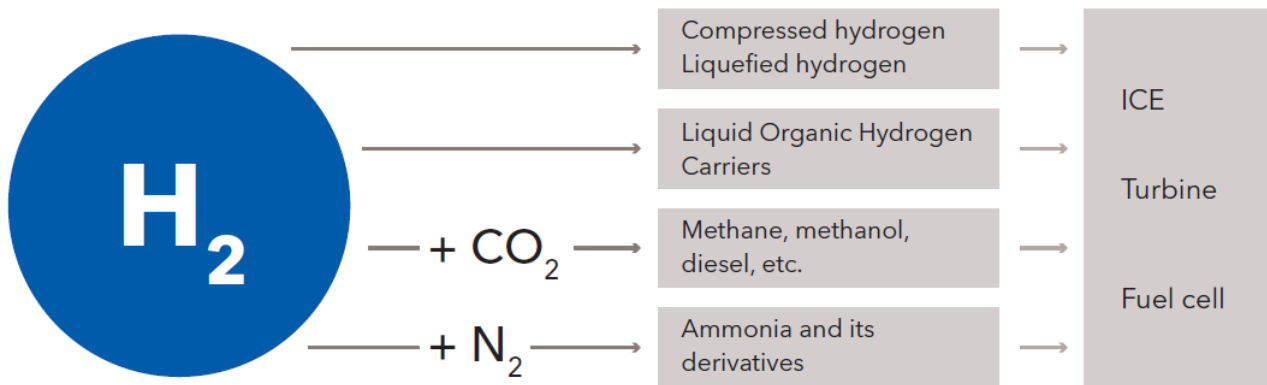 H₂
Compressed hydrogen
Liquefied hydrogen
Liquid Organic Hydrogen
Carriers
+ CO₂
Methane, methanol,
diesel, etc.
+ N₂
Ammonia and its
derivatives
ICE
Turbine
Fuel cell